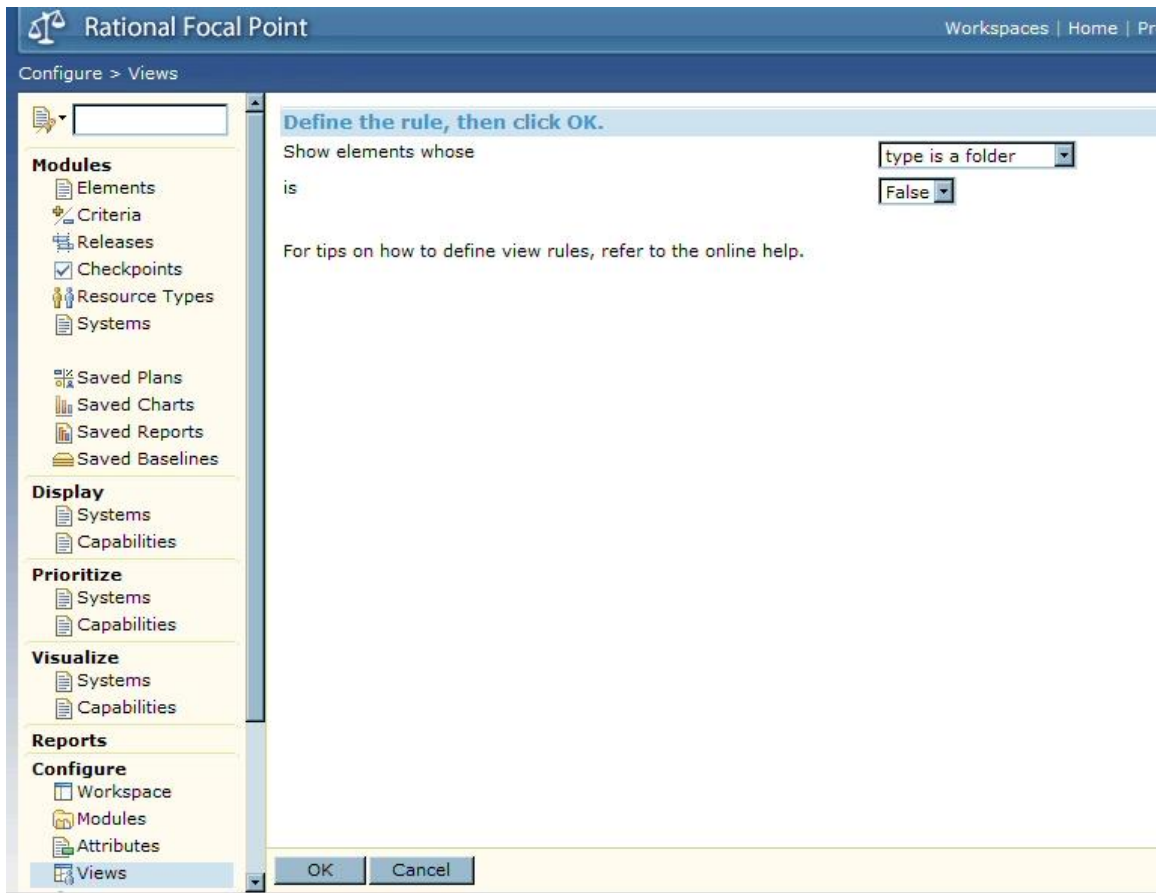 Rational Focal Point
Workspaces | Home | Pr
Configure > Views
Modules
Elements
Criteria
Releases
Checkpoints
Resource Types
Systems
Saved Plans
Saved Charts
Saved Reports
Saved Baselines
Display
Systems
Capabilities
Prioritize
Systems
Capabilities
Visualize
Systems
Capabilities
Reports
Configure
Workspace
Modules
Attributes
Views
Define the rule, then click OK.
Show elements whose type is a folder
is False
For tips on how to define view rules, refer to the online help.
OK Cancel